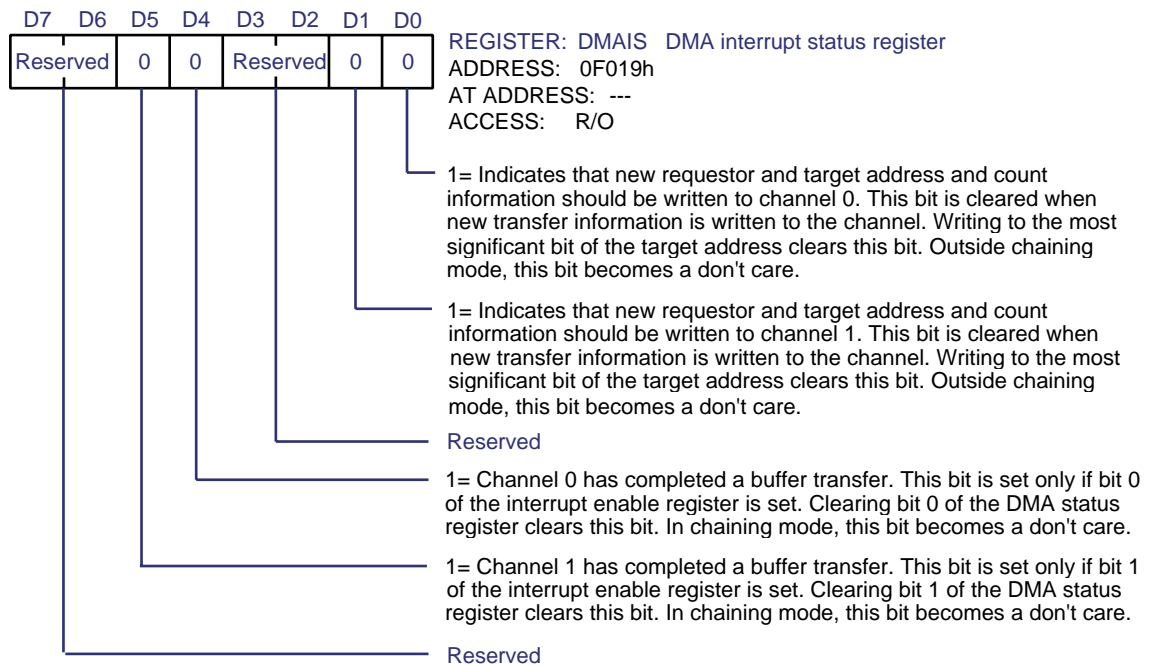 D7 D6 D5 D4 D3 D2 D1 D0
Reserved 0 0 Reserved 0 0
REGISTER: DMAIS DMA interrupt status register
ADDRESS: 0F019h
AT ADDRESS: ---
ACCESS: R/O
1= Indicates that new requestor and target address and count
information should be written to channel 0. This bit is cleared when
new transfer information is written to the channel. Writing to the most
significant bit of the target address clears this bit. Outside chaining
mode, this bit becomes a don't care.
1= Indicates that new requestor and target address and count
information should be written to channel 1. This bit is cleared when
new transfer information is written to the channel. Writing to the most
significant bit of the target address clears this bit. Outside chaining
mode, this bit becomes a don't care.
Reserved
1= Channel 0 has completed a buffer transfer. This bit is set only if bit 0
of the interrupt enable register is set. Clearing bit 0 of the DMA status
register clears this bit. In chaining mode, this bit becomes a don't care.
1= Channel 1 has completed a buffer transfer. This bit is set only if bit 1
of the interrupt enable register is set. Clearing bit 1 of the DMA status
register clears this bit. In chaining mode, this bit becomes a don't care.
Reserved